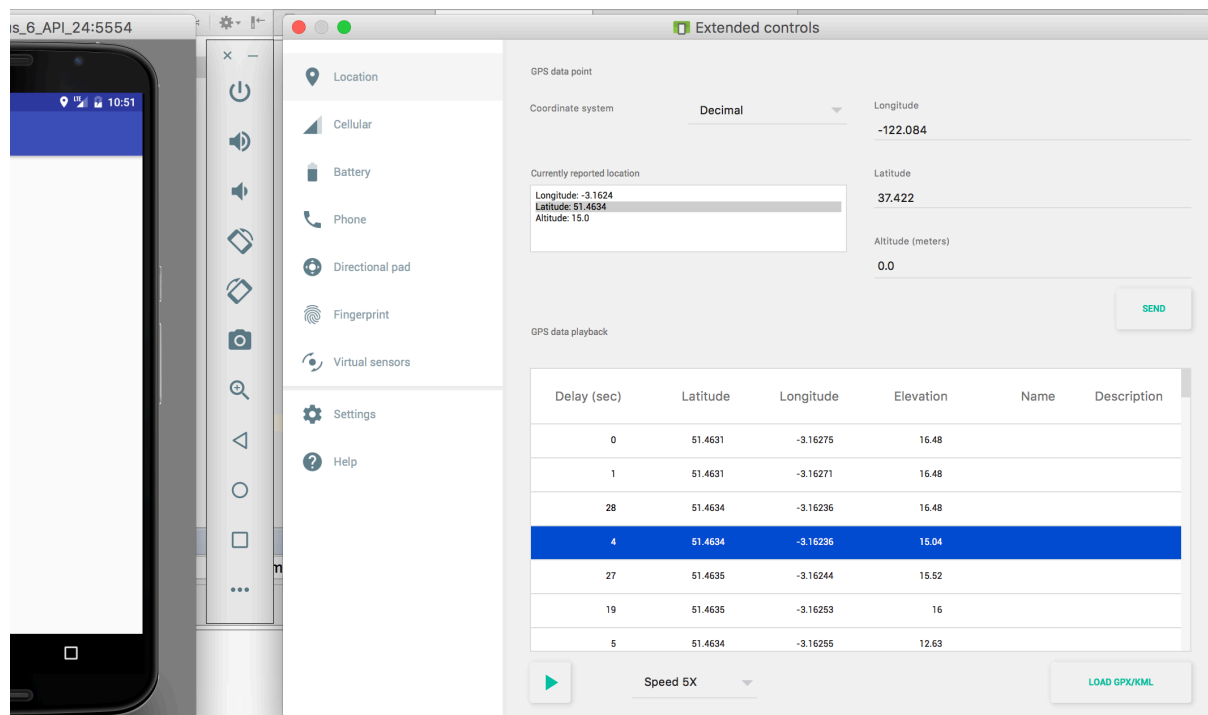 s_6_API_24:5554
Extended controls
10:51
Location
Cellular
Battery
Phone
Directional pad
Fingerprint
Virtual sensors
Settings
Help
GPS data point
Coordinate system
Decimal
Longitude
-122.084
Currently reported location
Longitude: -3.1624
Latitude: 51.4634
Altitude: 15.0
Latitude
37.422
Altitude (meters)
0.0
SEND
GPS data playback
Delay (sec) Latitude Longitude Elevation Name Description
0 51.4631 -3.16275 16.48
1 51.4631 -3.16271 16.48
28 51.4634 -3.16236 16.48
4 51.4634 -3.16236 15.04
27 51.4635 -3.16244 15.52
19 51.4635 -3.16253 16
5 51.4634 -3.16255 12.63
Speed 5X
LOAD GPX/KML